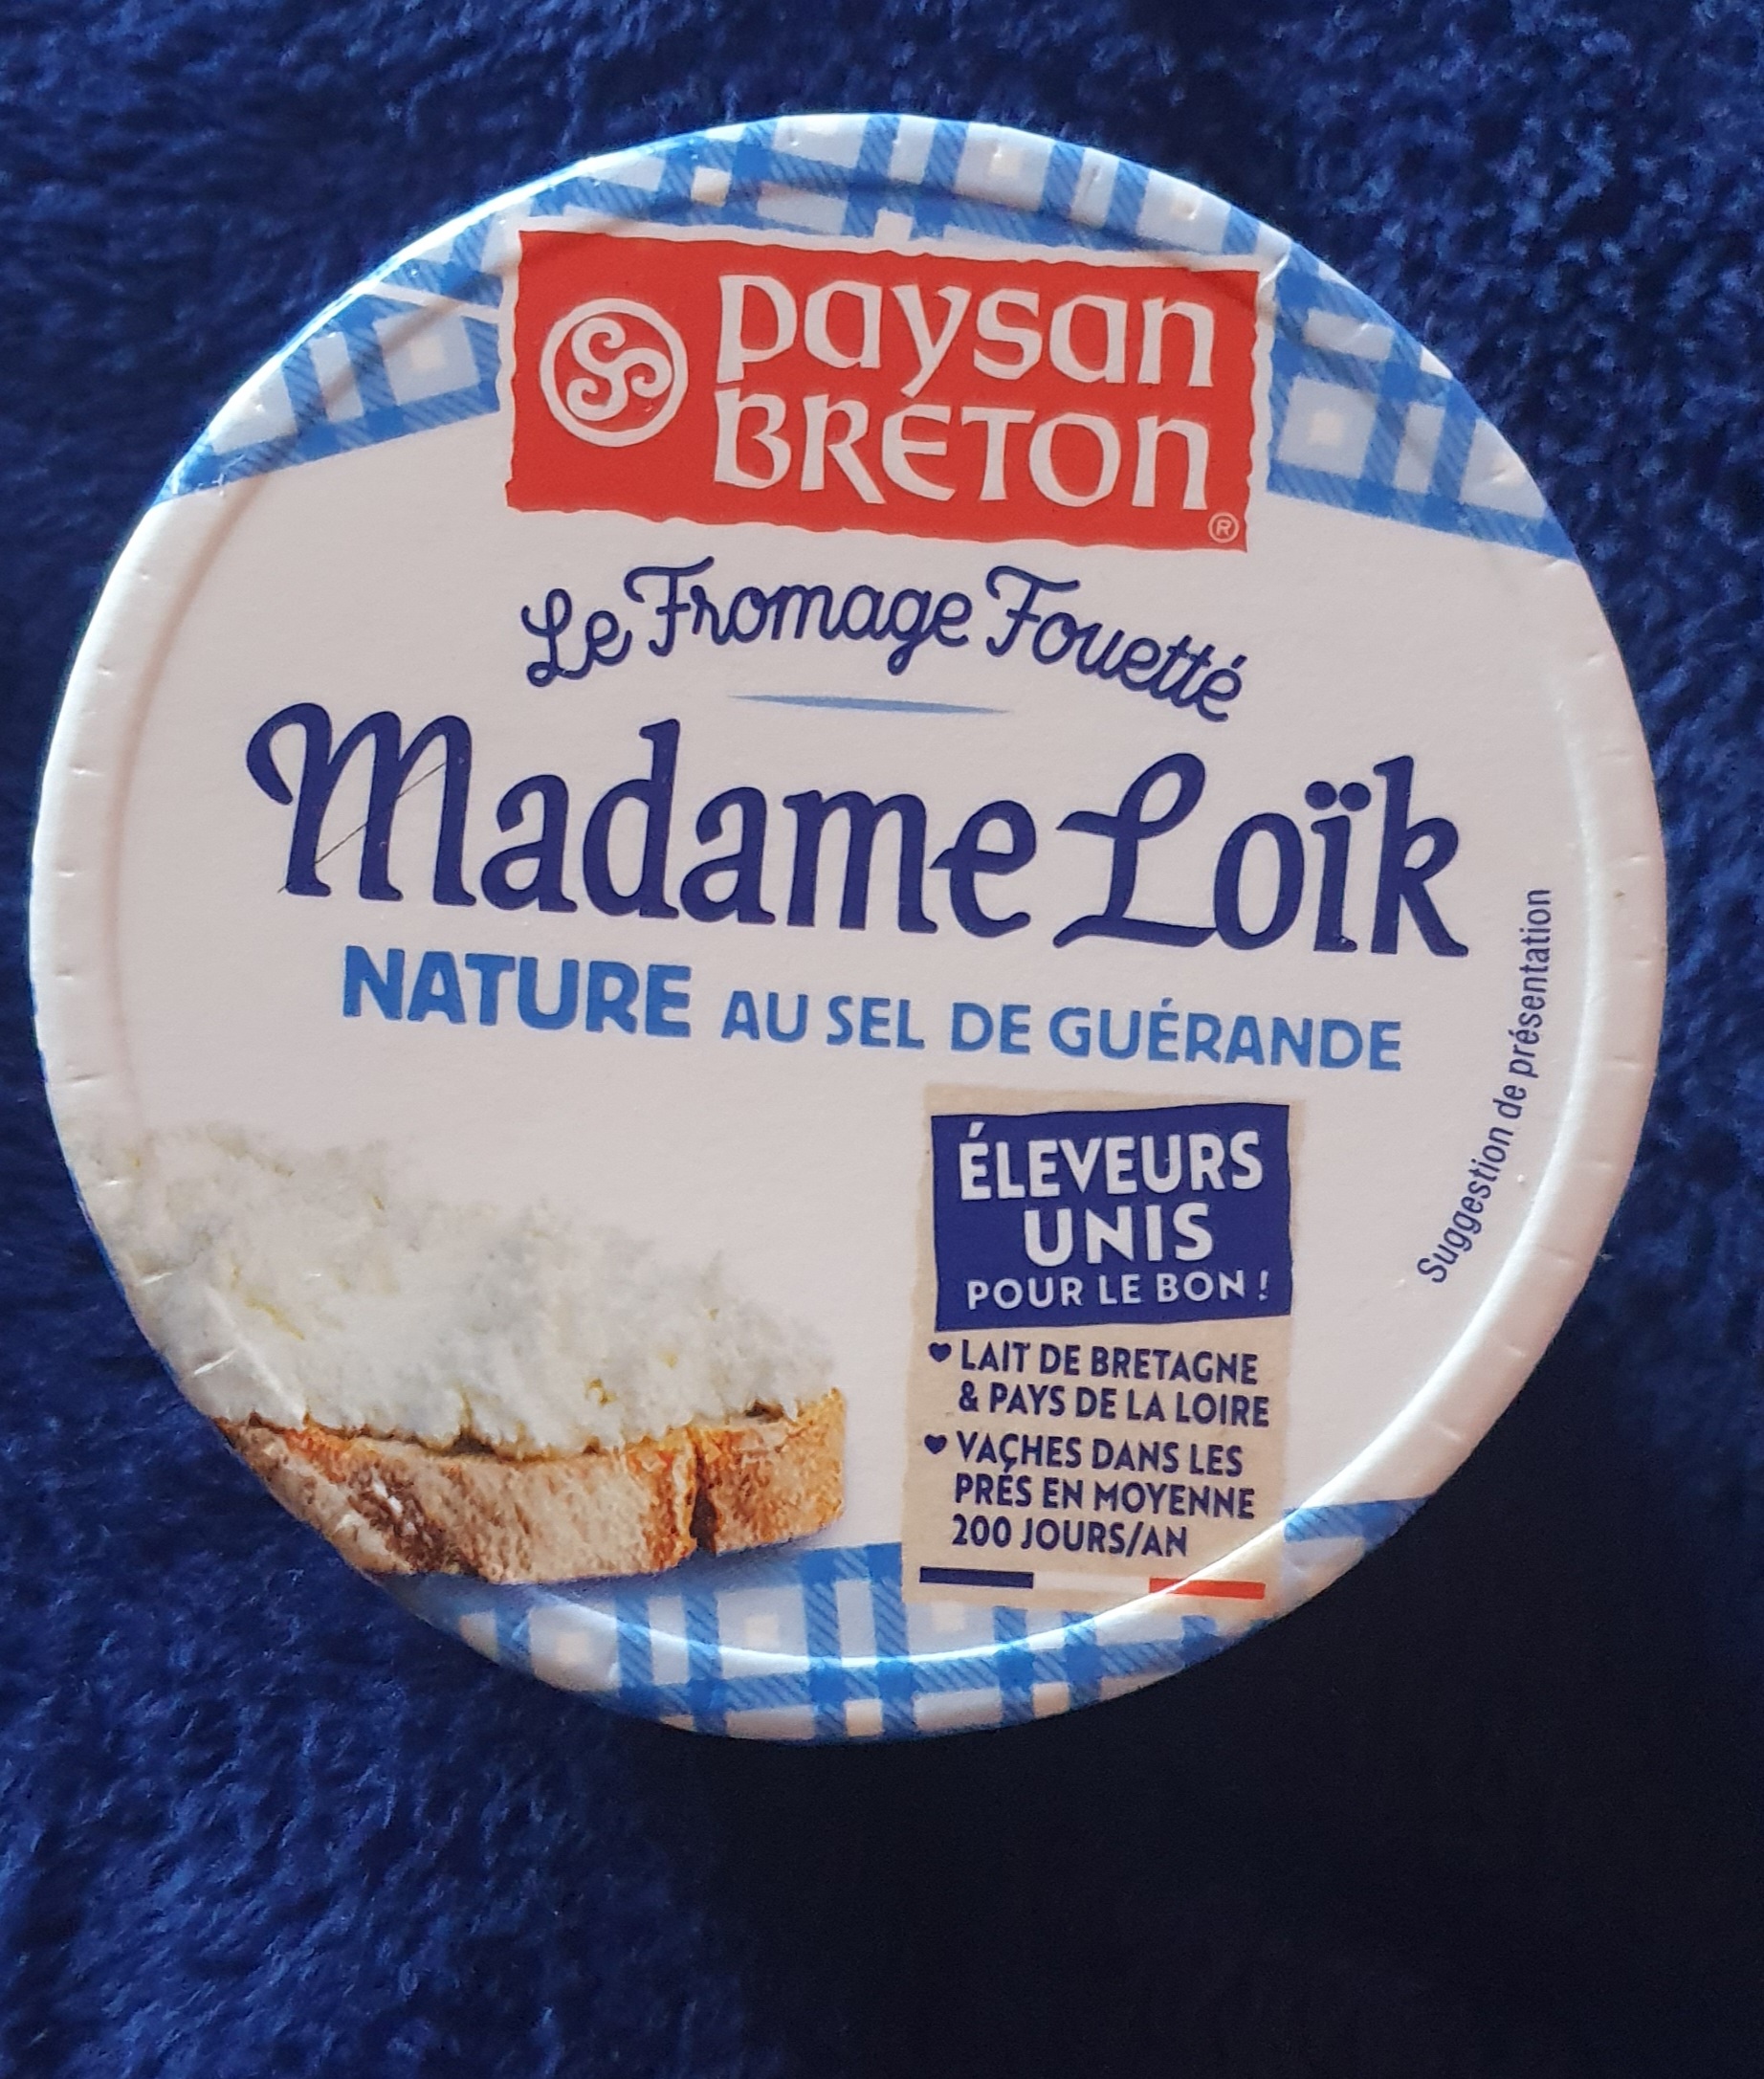 paysan
BRETON
®
Le Fromage Fouetté
Madame Loïk
NATURE AU SEL DE GUÉRANDE
ÉLEVEURS
UNIS
POUR LE BON !
LAIT DE BRETAGNE
& PAYS DE LA LOIRE
VACHES DANS LES
PRÉS EN MOYENNE
200 JOURS/AN
Suggestion de présentation